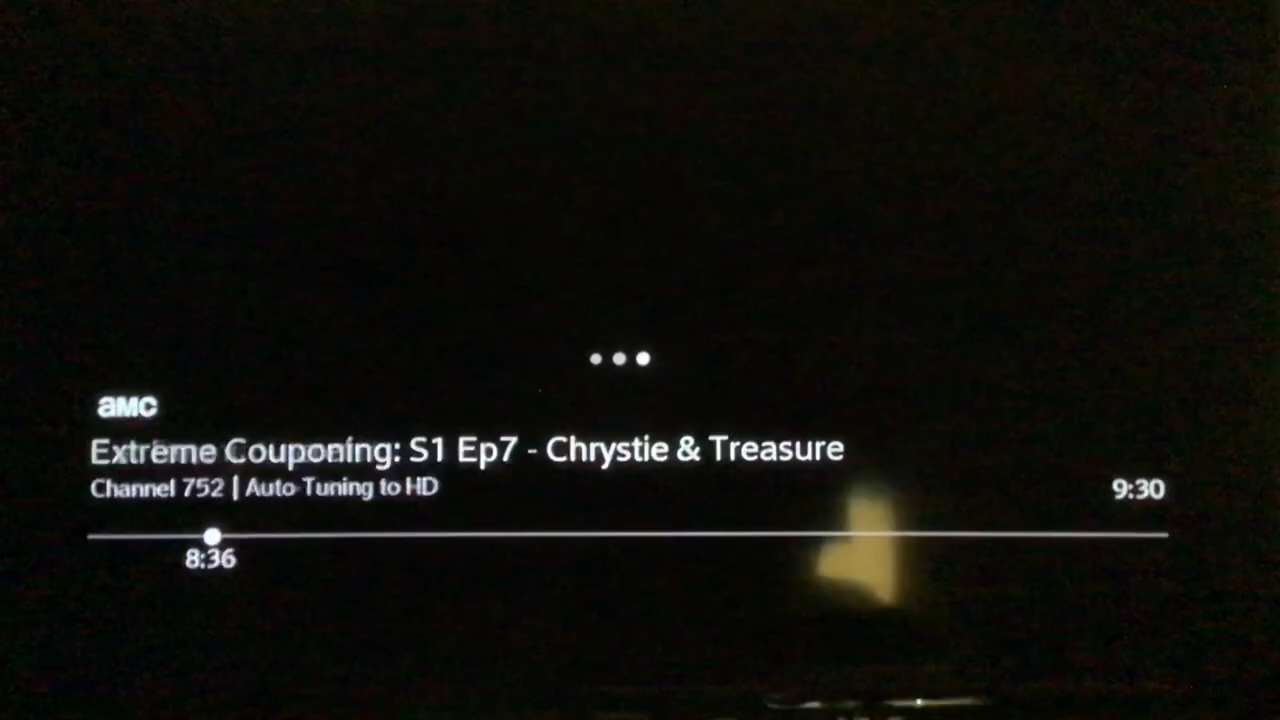 aMC
Extreme Couponing: S1 Ep7 - Chrystie & Treasure
Channel 752 | Auto Tuning to HD
9:30
8:36